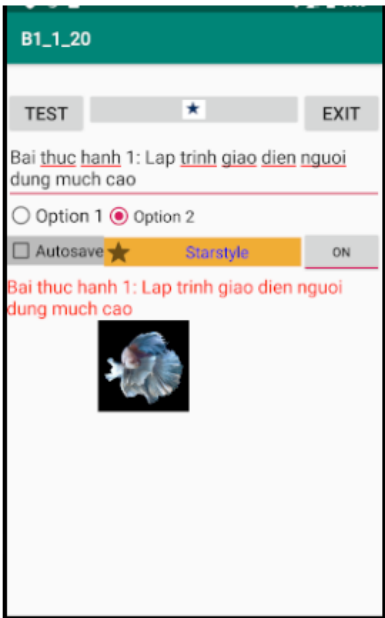 B1_1_20
TEST EXIT
Bai thuc hanh 1: Lap trinh giao dien nguoi
dung much cao
Option 1 Option 2
Autosave Starstyle ON
Bai thuc hanh 1: Lap trinh giao dien nguoi
dung much cao